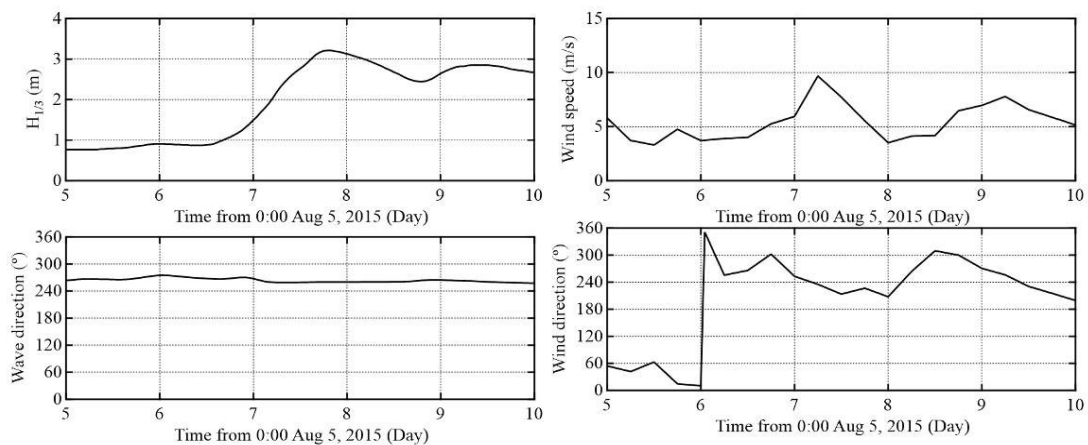 4
3
2
1
0
H1/3 (m)
5 6 7 8 9 10
Time from 0:00 Aug 5, 2015 (Day)
15
10
5
0
Wind speed (m/s)
5 6 7 8 9 10
Time from 0:00 Aug 5, 2015 (Day)
360
300
240
180
120
60
0
Wave direction (°)
5 6 7 8 9 10
Time from 0:00 Aug 5, 2015 (Day)
360
300
240
180
120
60
0
Wind direction (°)
5 6 7 8 9 10
Time from 0:00 Aug 5, 2015 (Day)